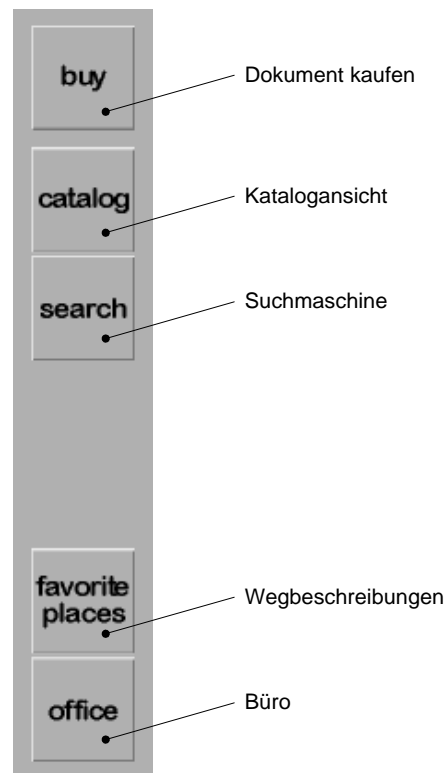 buy
Dokument kaufen
catalog
Katalogansicht
search
Suchmaschine
favorite
places
Wegbeschreibungen
office
Büro